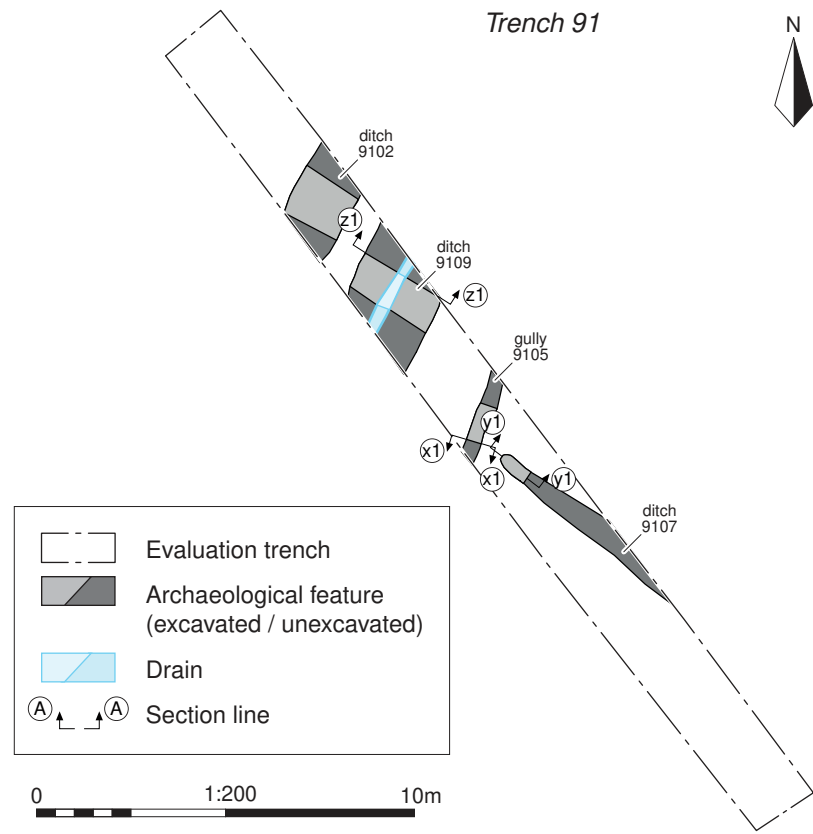 Trench 91
N
ditch
9102
z1
ditch
9109
z1
gully
9105
y1
x1
x1
y1
ditch
9107
Evaluation trench
Archaeological feature
(excavated / unexcavated)
Drain
A A Section line
0 1:200 10m